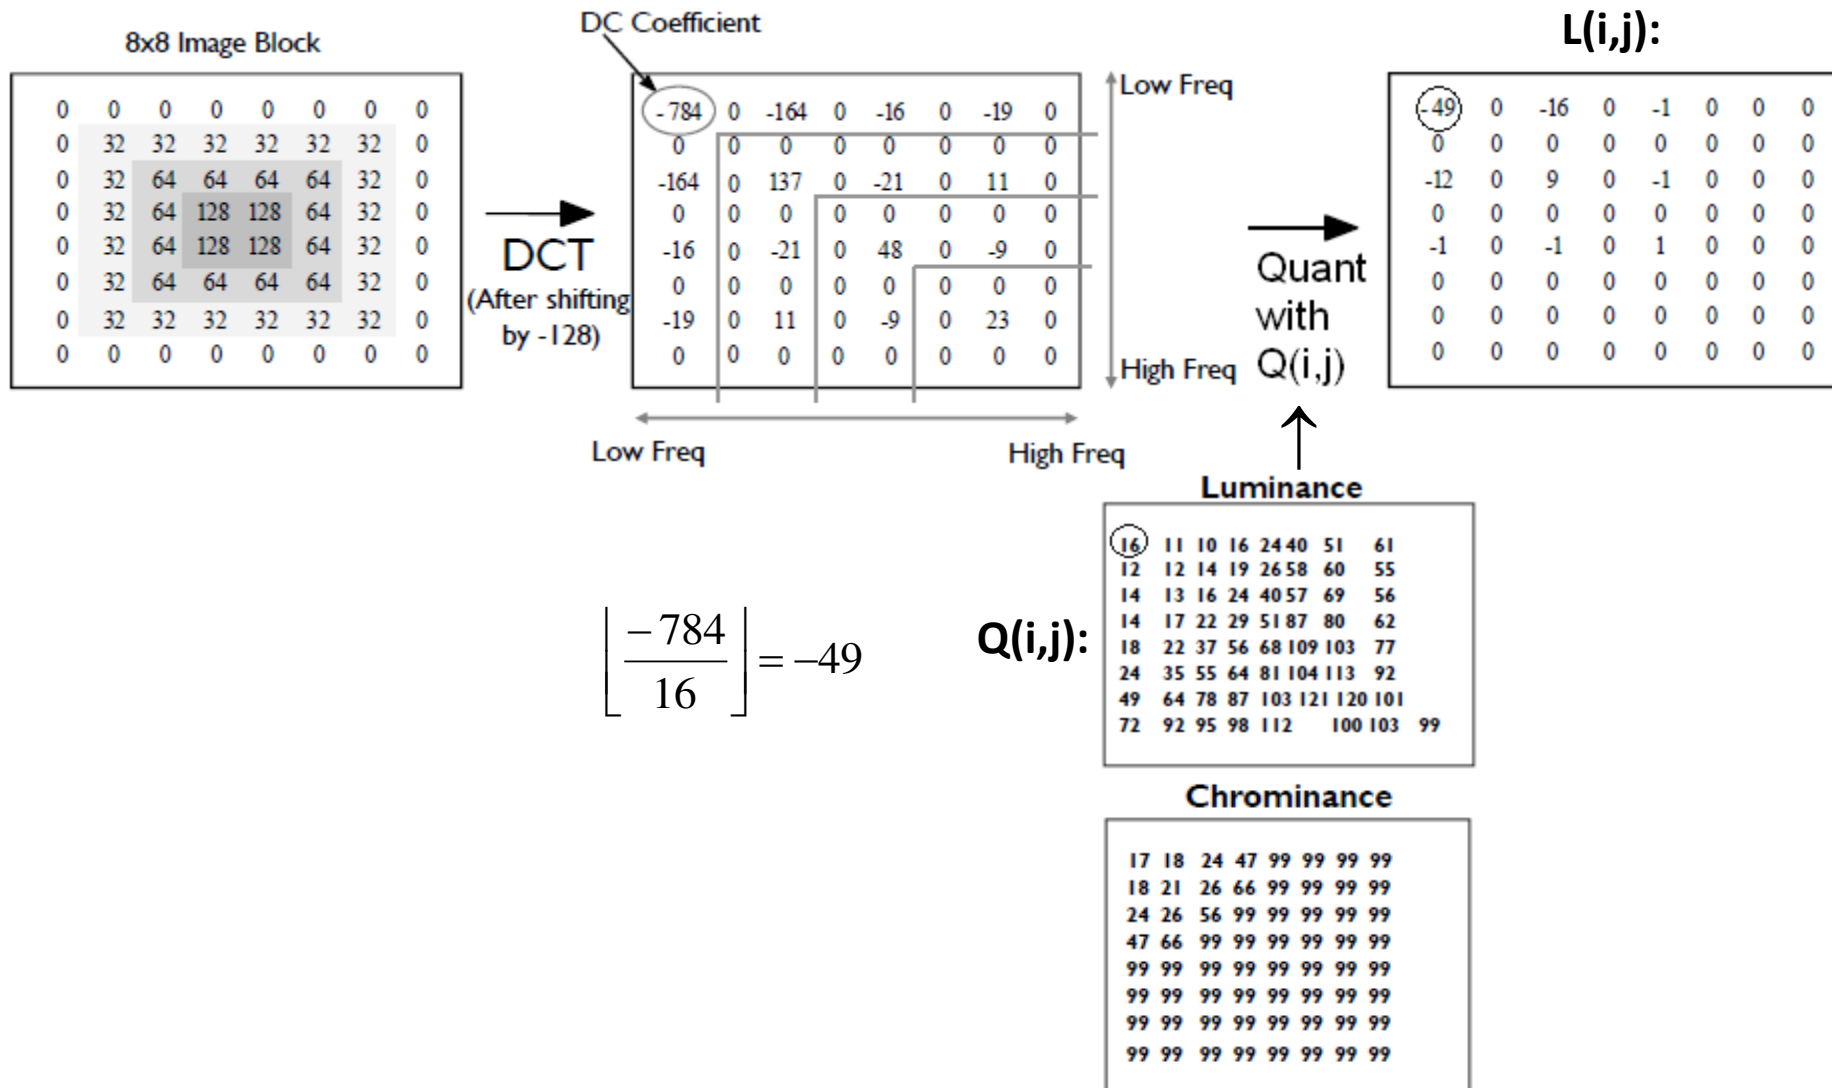 8x8 Image Block
0 0 0 0 0 0 0 0
0 32 32 32 32 32 32 0
0 32 64 64 64 64 32 0
0 32 64 128 128 64 32 0
0 32 64 128 128 64 32 0
0 32 64 64 64 64 32 0
0 32 32 32 32 32 32 0
0 0 0 0 0 0 0 0
DCT
(After shifting
by -128)
DC Coefficient
-784 0 -164 0 -16 0 -19 0
0 0 0 0 0 0 0 0
-164 0 137 0 -21 0 11 0
0 0 0 0 0 0 0 0
-16 0 -21 0 48 0 -9 0
0 0 0 0 0 0 0 0
-19 0 11 0 -9 0 23 0
0 0 0 0 0 0 0 0
Low Freq
High Freq
Low Freq
High Freq
Quant
with
Q(i,j)
L(i,j):
-49 0 -16 0 -1 0 0 0
0 0 0 0 0 0 0 0
-12 0 9 0 -1 0 0 0
0 0 0 0 0 0 0 0
-1 0 -1 0 1 0 0 0
0 0 0 0 0 0 0 0
0 0 0 0 0 0 0 0
0 0 0 0 0 0 0 0
⌊-784/16⌋ = -49
Q(i,j):
Luminance
16 11 10 16 24 40 51 61
12 12 14 19 26 58 60 55
14 13 16 24 40 57 69 56
14 17 22 29 51 87 80 62
18 22 37 56 68 109 103 77
24 35 55 64 81 104 113 92
49 64 78 87 103 121 120 101
72 92 95 98 112 100 103 99
Chrominance
17 18 24 47 99 99 99 99
18 21 26 66 99 99 99 99
24 26 56 99 99 99 99 99
47 66 99 99 99 99 99 99
99 99 99 99 99 99 99 99
99 99 99 99 99 99 99 99
99 99 99 99 99 99 99 99
99 99 99 99 99 99 99 99